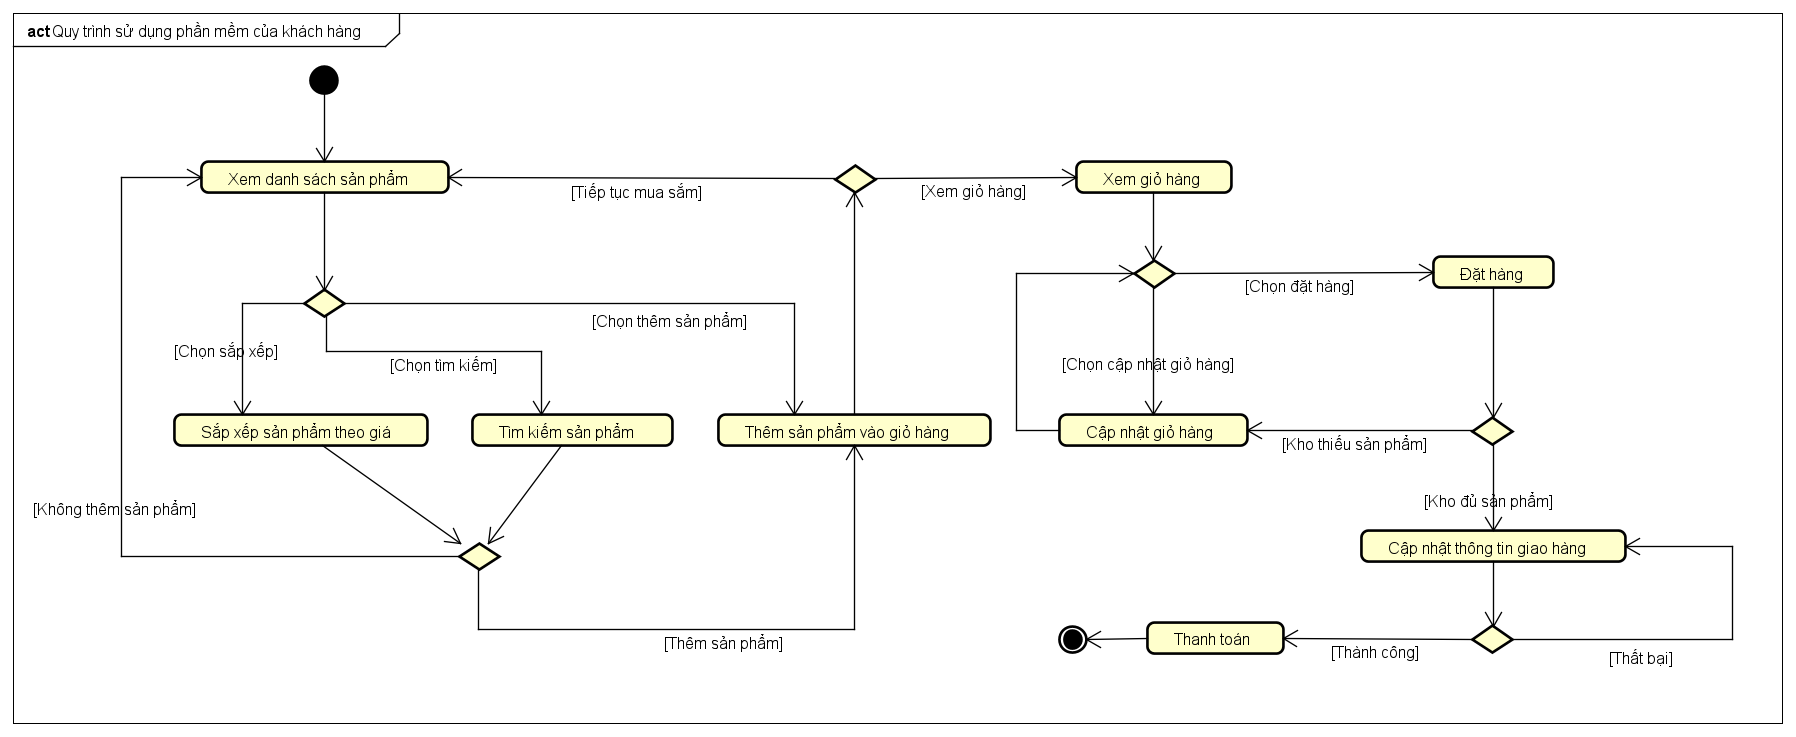 act Quy trình sử dụng phần mềm của khách hàng
Xem danh sách sản phẩm
[Tiếp tục mua sắm]
[Xem giỏ hàng]
Xem giỏ hàng
Đặt hàng
[Chọn đặt hàng]
[Chọn thêm sản phẩm]
[Chọn sắp xếp]
[Chọn tìm kiếm]
[Chọn cập nhật giỏ hàng]
Sắp xếp sản phẩm theo giá
Tìm kiếm sản phẩm
Thêm sản phẩm vào giỏ hàng
Cập nhật giỏ hàng
[Kho thiếu sản phẩm]
[Không thêm sản phẩm]
[Kho đủ sản phẩm]
Cập nhật thông tin giao hàng
[Thêm sản phẩm]
Thanh toán
[Thành công]
[Thất bại]